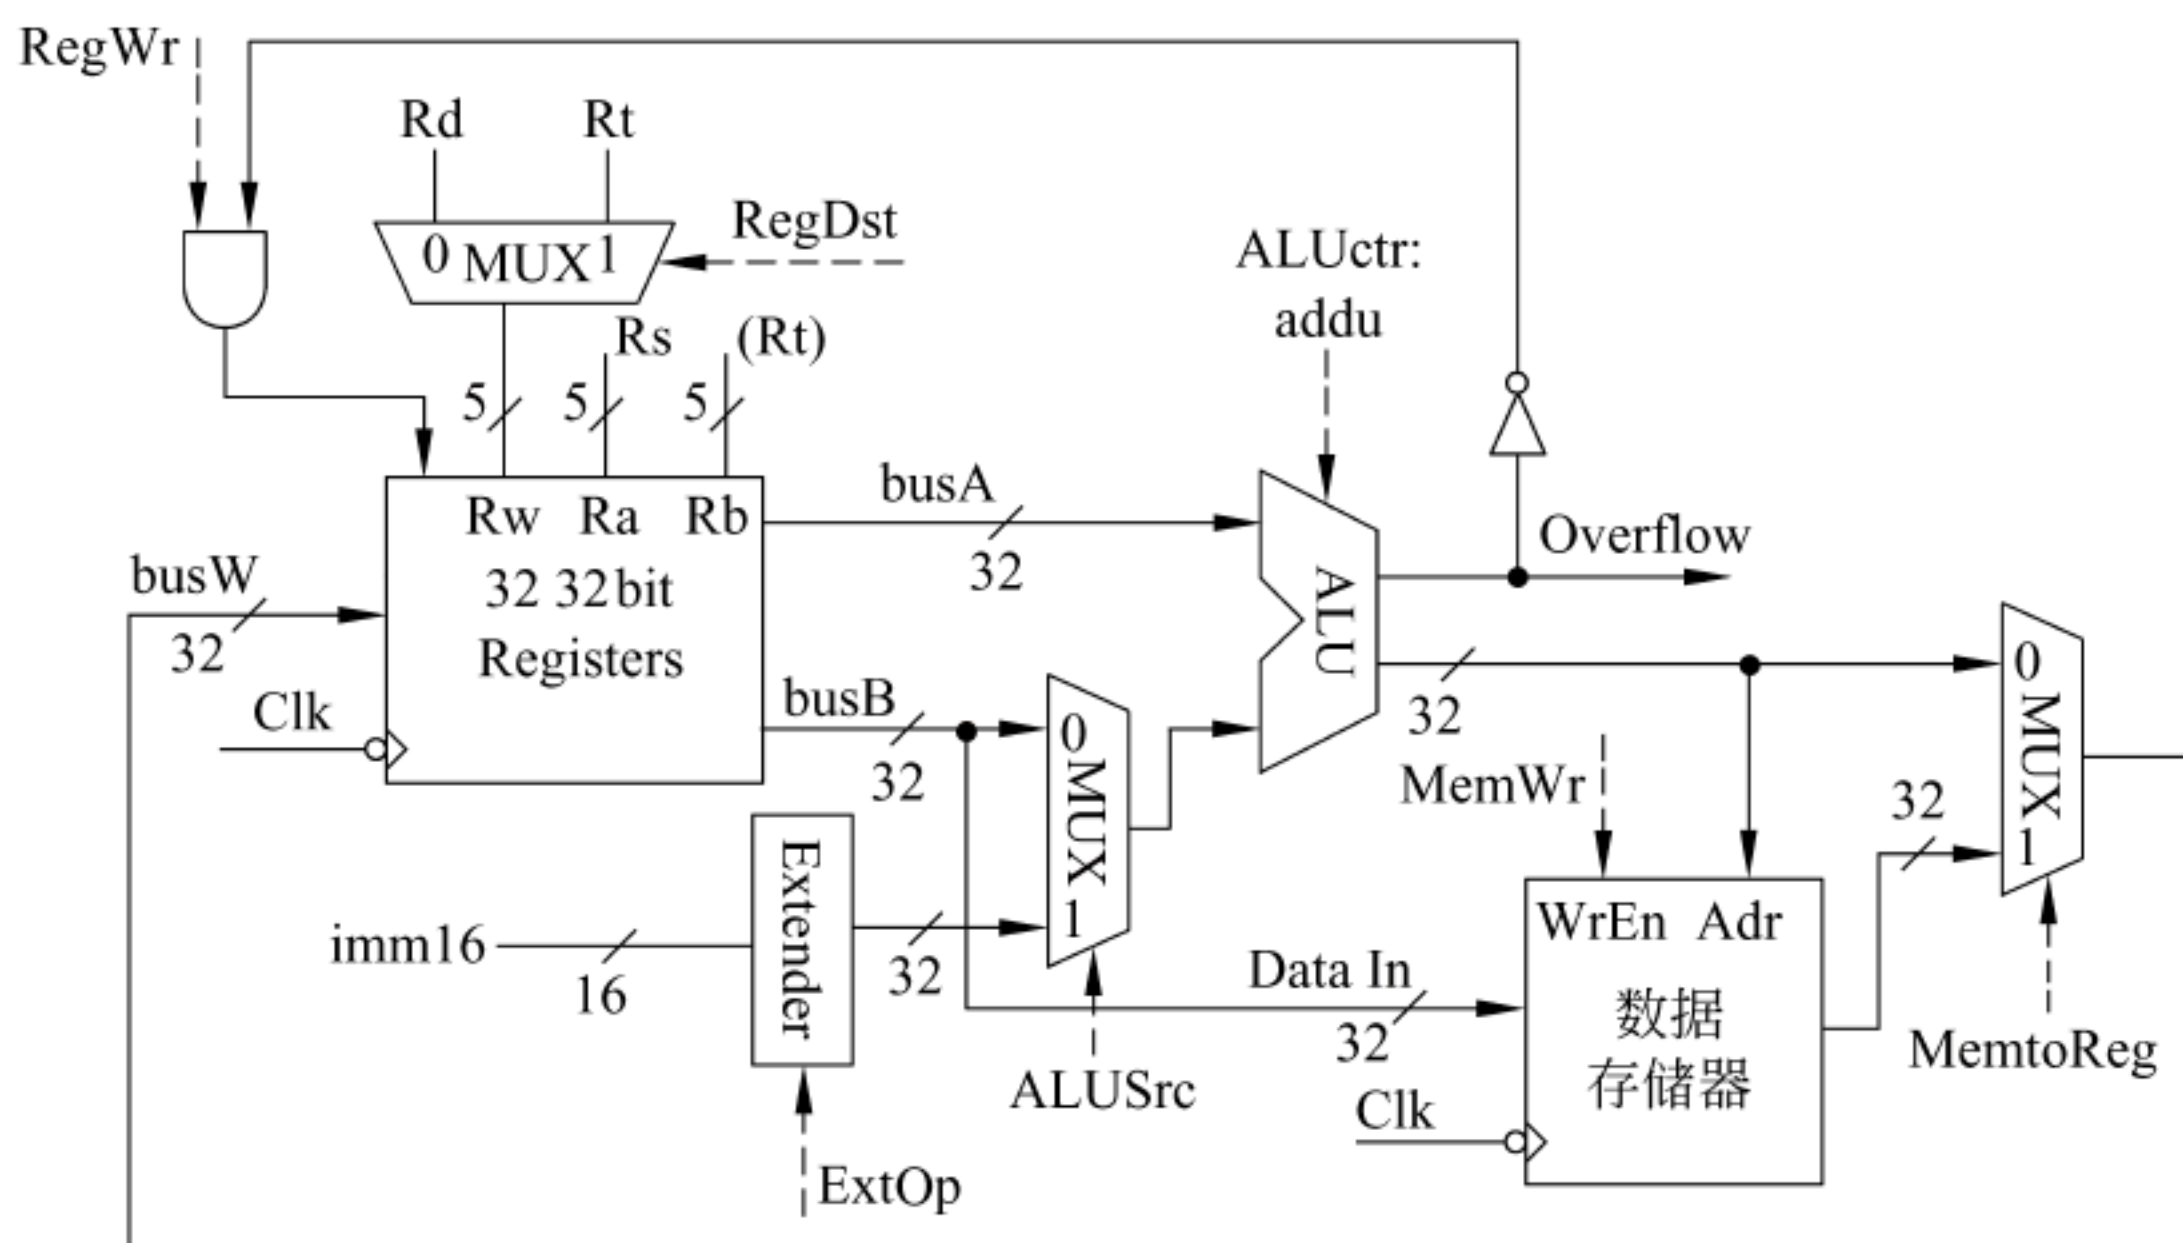 RegWr
Rd
Rt
0 MUX 1
RegDst
ALUctr:
addu
Rs
(Rt)
5
5
5
Rw Ra Rb
32 32bit
Registers
busW
32
Clk
busA
32
busB
32
ALU
Overflow
32
0
MUX
1
0
MUX
1
MemWr
32
Extender
imm16
16
32
ALUSrc
ExtOp
Data In
32
WrEn Adr
数据
存储器
Clk
MemtoReg